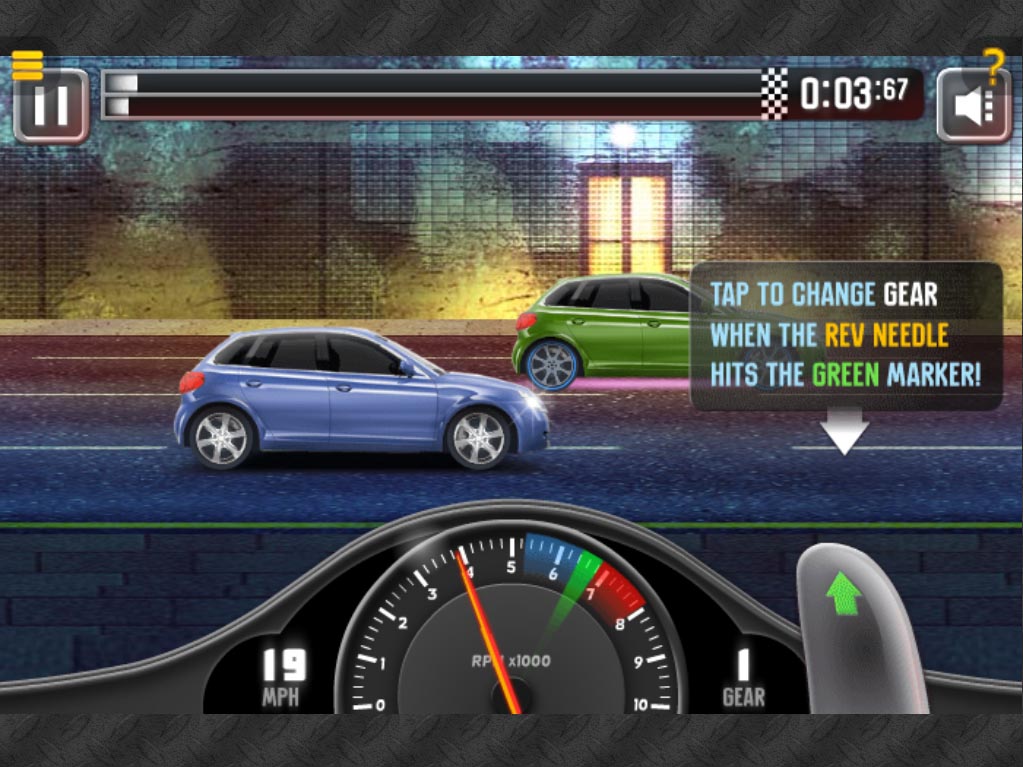 ?
0:03:67
TAP TO CHANGE GEAR
WHEN THE REV NEEDLE
HITS THE GREEN MARKER!
0
1
2
3
4
5
6
7
8
9
10
RPM x1000
19
MPH
1
GEAR